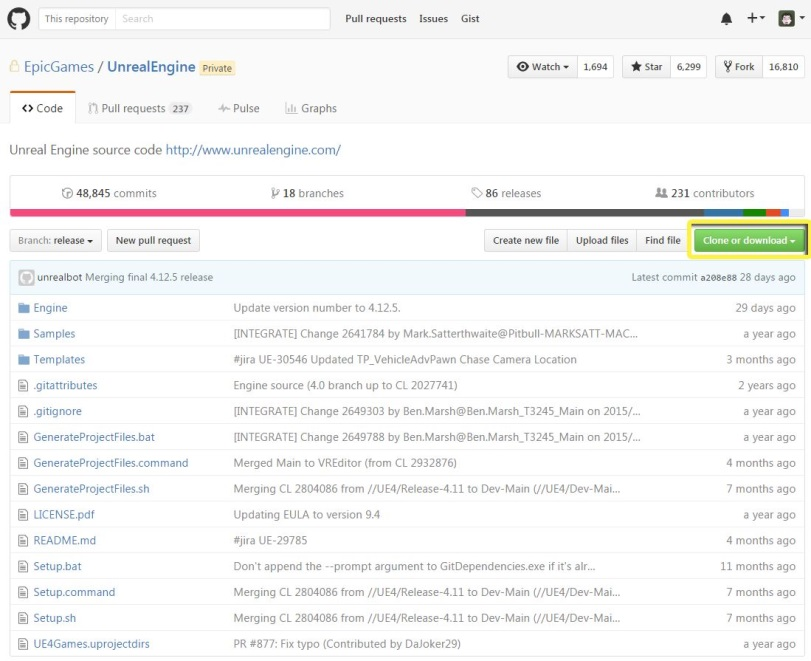 This repository Search Pull requests Issues Gist
EpicGames / UnrealEngine Private Watch 1,694 Star 6,299 Fork 16,810
Code Pull requests 237 Pulse Graphs
Unreal Engine source code http://www.unrealengine.com/
48,845 commits 18 branches 86 releases 231 contributors
Branch: release New pull request Create new file Upload files Find file Clone or download
unrealbot Merging final 4.12.5 release Latest commit a208e88 28 days ago
Engine Update version number to 4.12.5. 29 days ago
Samples [INTEGRATE] Change 2641784 by Mark.Satterthwaite@Pitbull-MARKSATT-MAC... a year ago
Templates #jira UE-30546 Updated TP_VehicleAdvPawn Chase Camera Location 3 months ago
.gitattributes Engine source (4.0 branch up to CL 2027741) 2 years ago
.gitignore [INTEGRATE] Change 2649303 by Ben.Marsh@Ben.Marsh_T3245_Main on 2015/... a year ago
GenerateProjectFiles.bat [INTEGRATE] Change 2649788 by Ben.Marsh@Ben.Marsh_T3245_Main on 2015/... a year ago
GenerateProjectFiles.command Merged Main to VREditor (from CL 2932876) 4 months ago
GenerateProjectFiles.sh Merging CL 2804086 from //UE4/Release-4.11 to Dev-Main (//UE4/Dev-Mai... 7 months ago
LICENSE.pdf Updating EULA to version 9.4 a year ago
README.md #jira UE-29785 4 months ago
Setup.bat Don't append the --prompt argument to GitDependencies.exe if it's alr... 11 months ago
Setup.command Merging CL 2804086 from //UE4/Release-4.11 to Dev-Main (//UE4/Dev-Mai... 7 months ago
Setup.sh Merging CL 2804086 from //UE4/Release-4.11 to Dev-Main (//UE4/Dev-Mai... 7 months ago
UE4Games.uprojectdirs PR #877: Fix typo (Contributed by DaJoker29) a year ago